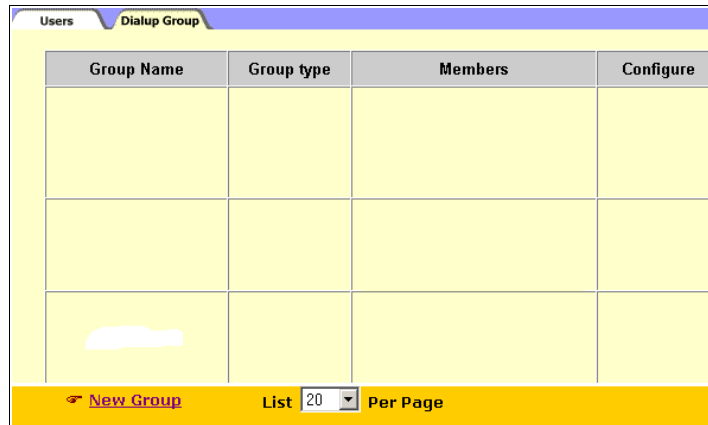 Users Dialup Group
Group Name Group type Members Configure
New Group List 20 Per Page